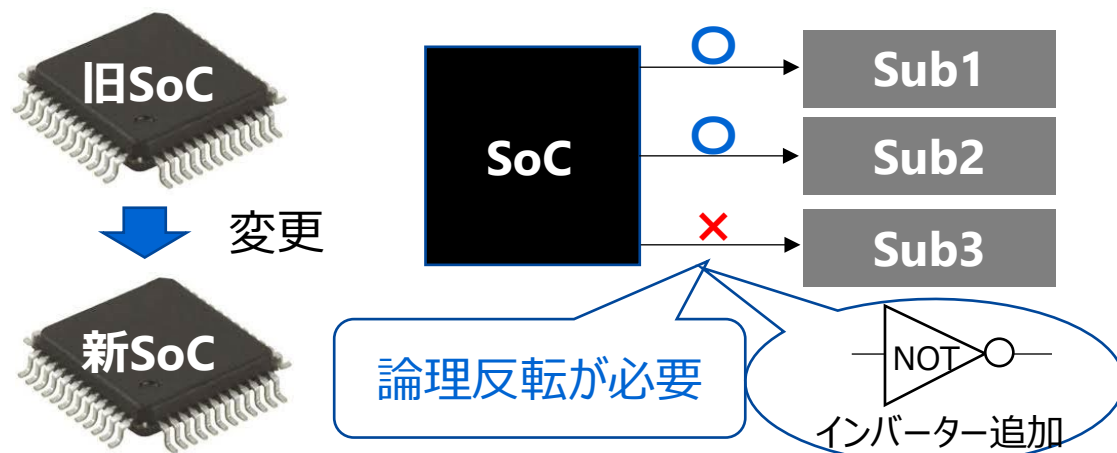 旧SoC
変更
新SoC
SoC
Sub1
Sub2
Sub3
論理反転が必要
NOT
インバーター追加